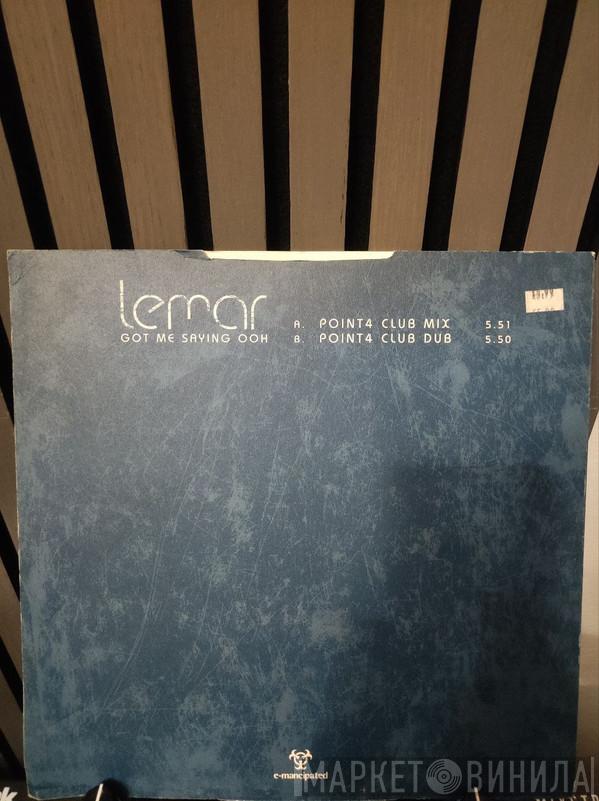 lemar
GOT ME SAYING OOH
A. POINT4 CLUB MIX 5.51
B. POINT4 CLUB DUB 5.50
e-mancipated
МАРКЕТ ВИНИЛА